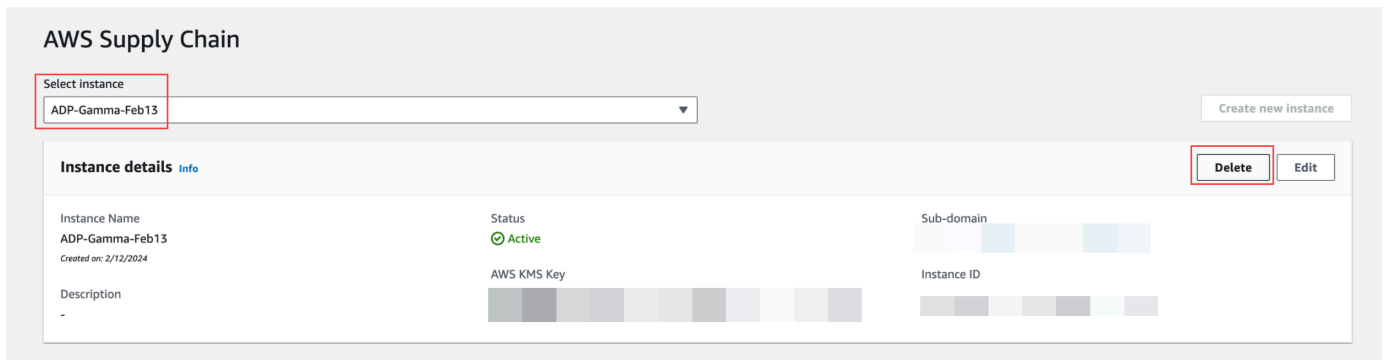 AWS Supply Chain
Select instance
ADP-Gamma-Feb13
Create new instance
Instance details Info
Delete
Edit
Instance Name
ADP-Gamma-Feb13
Created on: 2/12/2024
Description
-
Status
Active
AWS KMS Key
Sub-domain
Instance ID